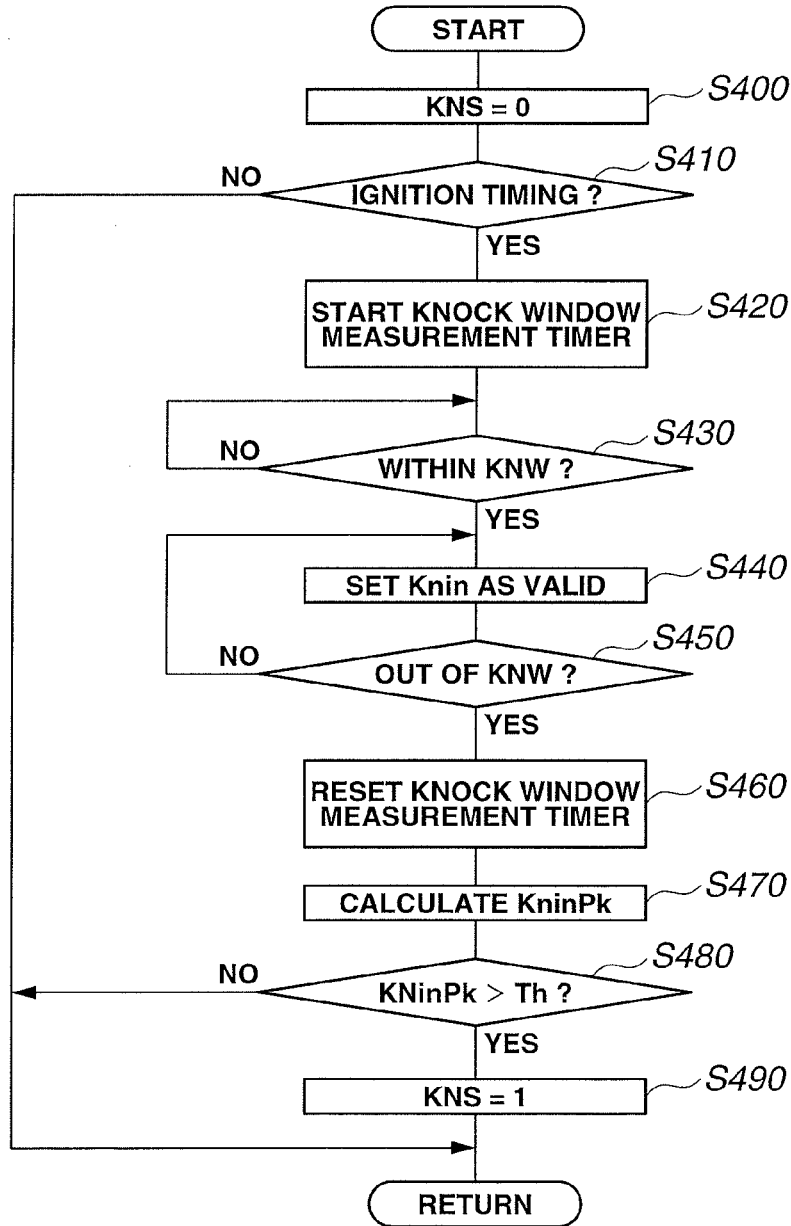 START
KNS = 0
S400
IGNITION TIMING ?
S410
NO
YES
START KNOCK WINDOW
MEASUREMENT TIMER
S420
WITHIN KNW ?
S430
NO
YES
SET Knin AS VALID
S440
OUT OF KNW ?
S450
NO
YES
RESET KNOCK WINDOW
MEASUREMENT TIMER
S460
CALCULATE KninPk
S470
KNinPk > Th ?
S480
NO
YES
KNS = 1
S490
RETURN